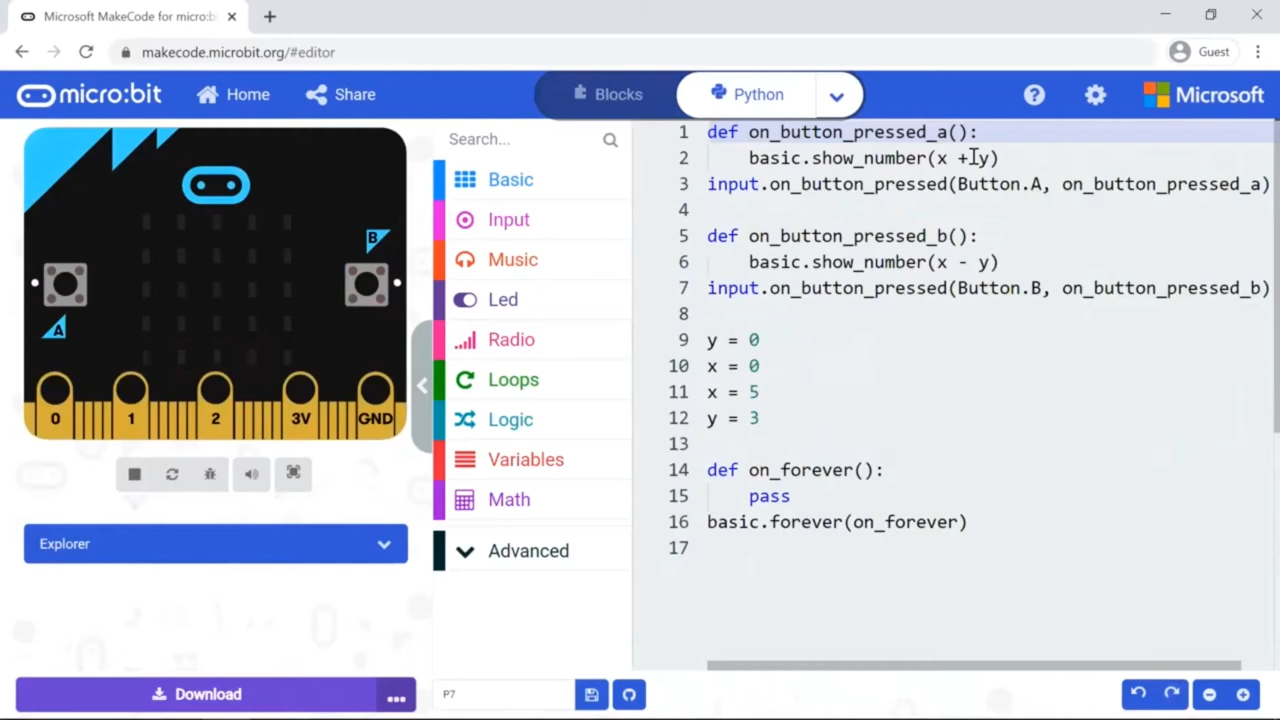 Microsoft MakeCode for micro:b
makecode.microbit.org/#editor
Guest
micro:bit
Home
Share
Blocks
Python
Microsoft
A
B
0 1 2 3V GND
Search...
Basic
Input
Music
Led
Radio
Loops
Logic
Variables
Math
Advanced
1 def on_button_pressed_a():
2 basic.show_number(x + y)
3 input.on_button_pressed(Button.A, on_button_pressed_a)
4
5 def on_button_pressed_b():
6 basic.show_number(x - y)
7 input.on_button_pressed(Button.B, on_button_pressed_b)
8
9 y = 0
10 x = 0
11 x = 5
12 y = 3
13
14 def on_forever():
15 pass
16 basic.forever(on_forever)
17
Explorer
Download
P7